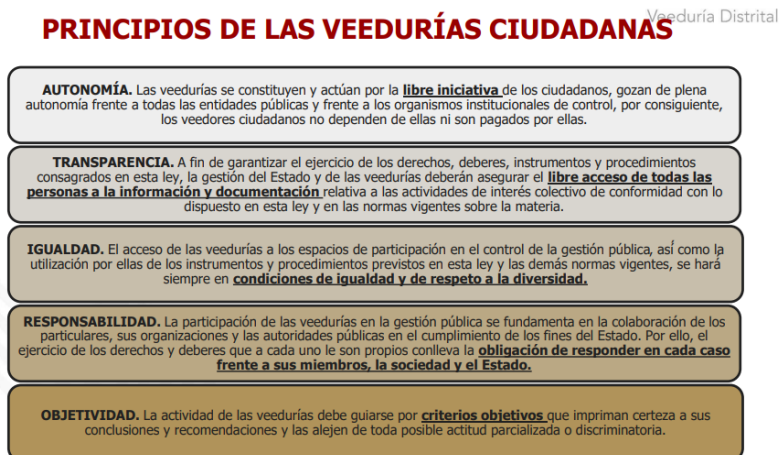 Veeduría Distrital
PRINCIPIOS DE LAS VEEDURÍAS CIUDADANAS
AUTONOMÍA. Las veedurías se constituyen y actúan por la libre iniciativa de los ciudadanos, gozan de plena
autonomía frente a todas las entidades públicas y frente a los organismos institucionales de control, por consiguiente,
los veedores ciudadanos no dependen de ellas ni son pagados por ellas.
TRANSPARENCIA. A fin de garantizar el ejercicio de los derechos, deberes, instrumentos y procedimientos
consagrados en esta ley, la gestión del Estado y de las veedurías deberán asegurar el libre acceso de todas las
personas a la información y documentación relativa a las actividades de interés colectivo de conformidad con lo
dispuesto en esta ley y en las normas vigentes sobre la materia.
IGUALDAD. El acceso de las veedurías a los espacios de participación en el control de la gestión pública, así como la
utilización por ellas de los instrumentos y procedimientos previstos en esta ley y las demás normas vigentes, se hará
siempre en condiciones de igualdad y de respeto a la diversidad.
RESPONSABILIDAD. La participación de las veedurías en la gestión pública se fundamenta en la colaboración de los
particulares, sus organizaciones y las autoridades públicas en el cumplimiento de los fines del Estado. Por ello, el
ejercicio de los derechos y deberes que a cada uno le son propios conlleva la obligación de responder en cada caso
frente a sus miembros, la sociedad y el Estado.
OBJETIVIDAD. La actividad de las veedurías debe guiarse por criterios objetivos que impriman certeza a sus
conclusiones y recomendaciones y las alejen de toda posible actitud parcializada o discriminatoria.